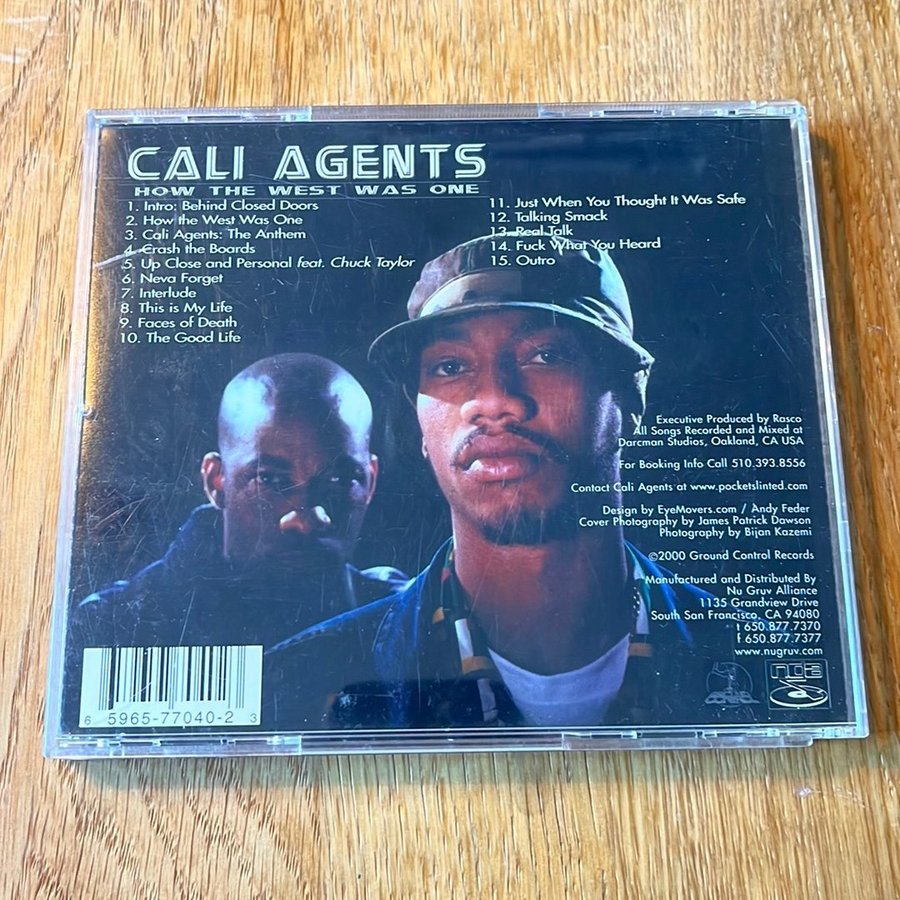 CALI AGENTS
HOW THE WEST WAS ONE
1. Intro: Behind Closed Doors
2. How the West Was One
3. Cali Agents: The Anthem
4. Crash the Boards
5. Up Close and Personal feat. Chuck Taylor
6. Neva Forget
7. Interlude
8. This is My Life
9. Faces of Death
10. The Good Life
11. Just When You Thought It Was Safe
12. Talking Smack
13. Real Talk
14. Fuck What You Heard
15. Outro
Executive Produced by Rasco
All Songs Recorded and Mixed at
Darcman Studios, Oakland, CA USA
For Booking Info Call 510.393.8556
Contact Cali Agents at www.pocketslinted.com
Design by EyeMovers.com / Andy Feder
Cover Photography by James Patrick Dawson
Photography by Bijan Kazemi
©2000 Ground Control Records
Manufactured and Distributed By
Nu Gruv Alliance
1135 Grandview Drive
South San Francisco, CA 94080
t 650.877.7370
f 650.877.7377
www.nugruv.com
nga
6 5965-77040-2 3